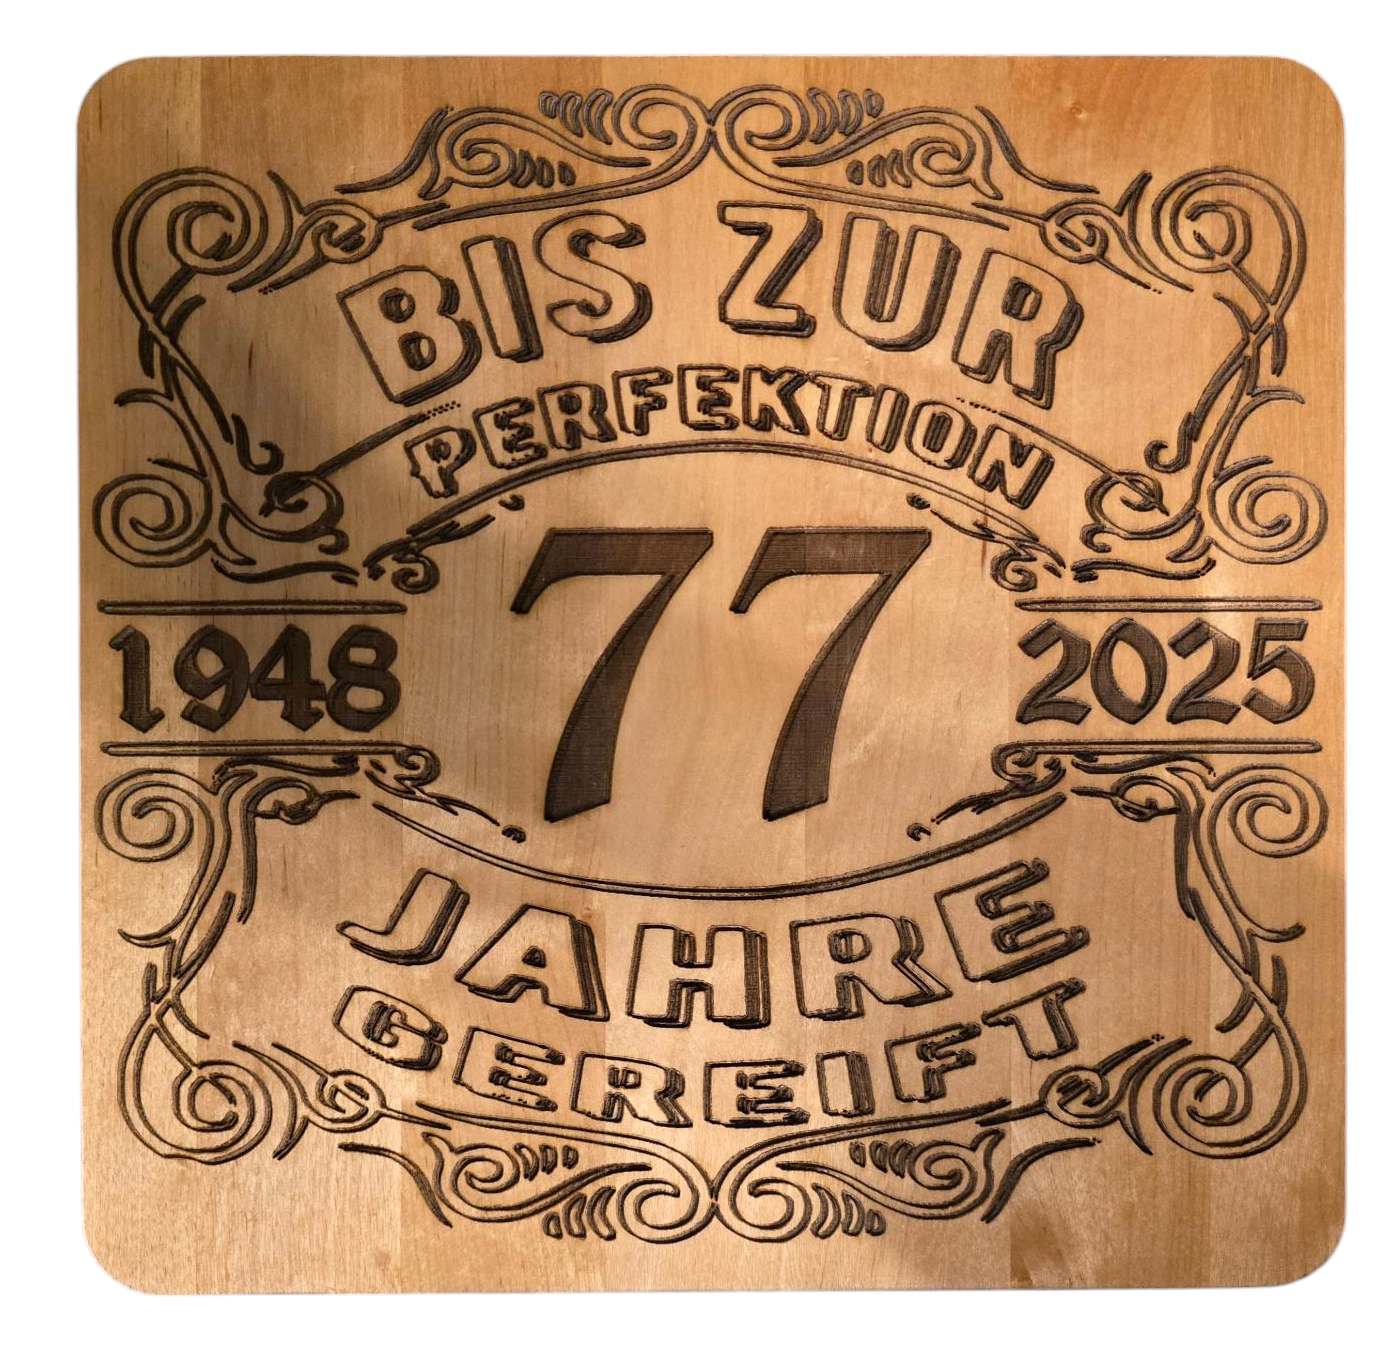 BIS ZUR
PERFEKTION
1948
77
2025
JAHRE
GEREIFT